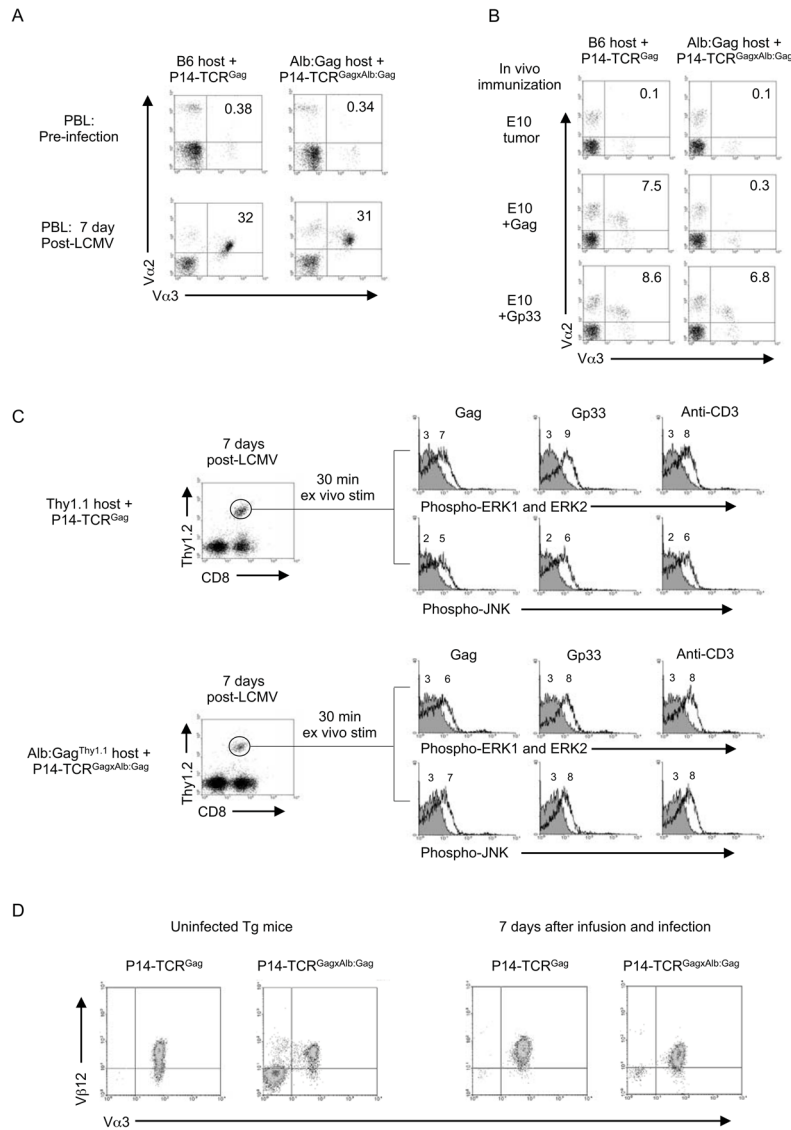 A
B6 host +
P14-TCRGag
Alb:Gag host +
P14-TCRGagxAlb:Gag
PBL:
Pre-infection
0.38
0.34
PBL: 7 day
Post-LCMV
32
31
Vα2
Vα3
B
In vivo
immunization
B6 host +
P14-TCRGag
Alb:Gag host +
P14-TCRGagxAlb:Gag
E10
tumor
0.1
0.1
E10
+Gag
7.5
0.3
E10
+Gp33
8.6
6.8
Vα2
Vα3
C
Thy1.1 host +
P14-TCRGag
7 days
post-LCMV
Thy1.2
CD8
30 min
ex vivo stim
Gag
Gp33
Anti-CD3
3 7
3 9
3 8
Phospho-ERK1 and ERK2
2 5
2 6
2 6
Phospho-JNK
Alb:GagThy1.1 host +
P14-TCRGagxAlb:Gag
7 days
post-LCMV
Thy1.2
CD8
30 min
ex vivo stim
Gag
Gp33
Anti-CD3
3 6
3 8
3 8
Phospho-ERK1 and ERK2
3 7
3 8
3 8
Phospho-JNK
D
Uninfected Tg mice
7 days after infusion and infection
P14-TCRGag
P14-TCRGagxAlb:Gag
P14-TCRGag
P14-TCRGagxAlb:Gag
Vβ12
Vα3